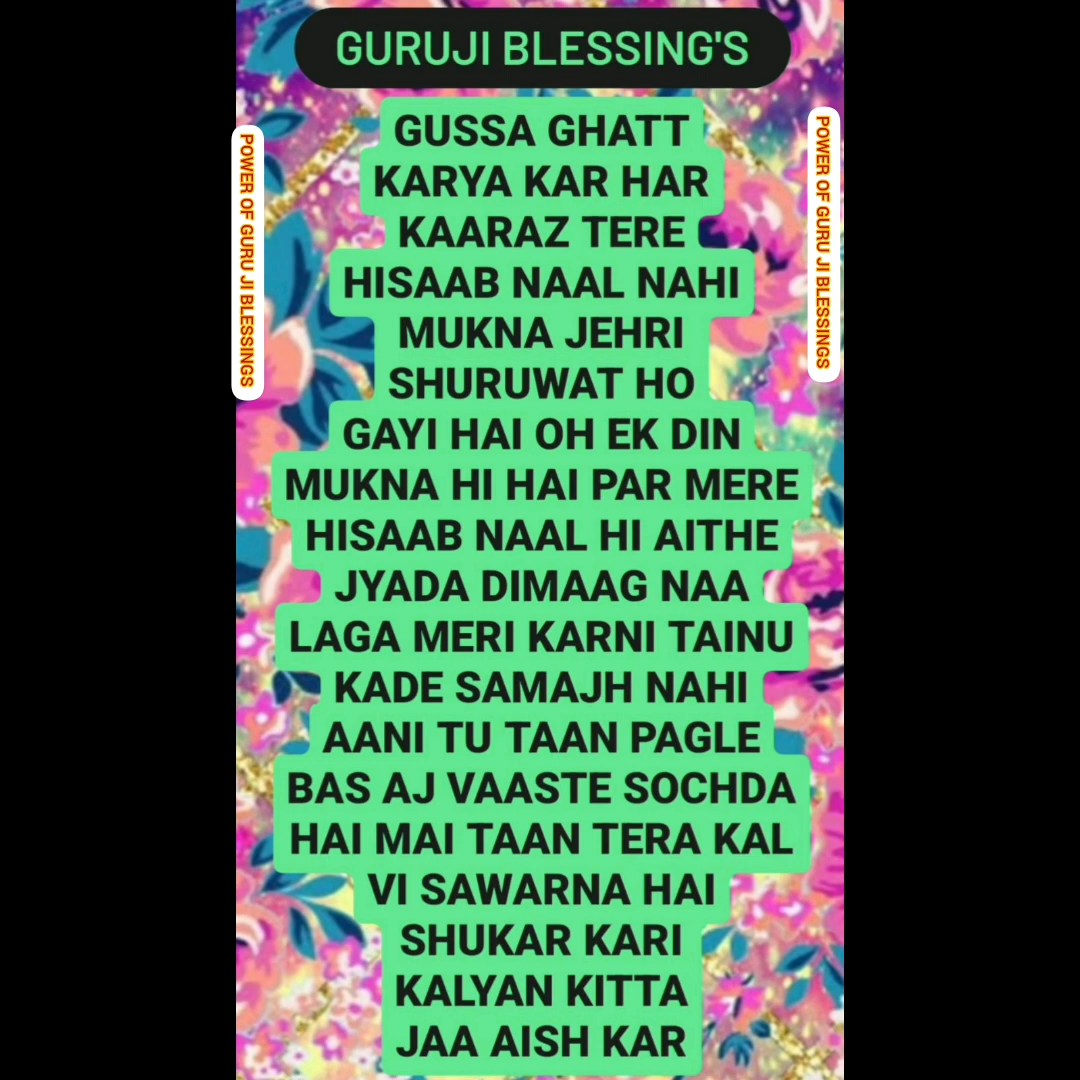 GURUJI BLESSING'S
POWER OF GURU JI BLESSINGS
POWER OF GURU JI BLESSINGS
GUSSA GHATT
KARYA KAR HAR
KAARAZ TERE
HISAAB NAAL NAHI
MUKNA JEHRI
SHURUWAT HO
GAYI HAI OH EK DIN
MUKNA HI HAI PAR MERE
HISAAB NAAL HI AITHE
JYADA DIMAAG NAA
LAGA MERI KARNI TAINU
KADE SAMAJH NAHI
AANI TU TAAN PAGLE
BAS AJ VAASTE SOCHDA
HAI MAI TAAN TERA KAL
VI SAWARNA HAI
SHUKAR KARI
KALYAN KITTA
JAA AISH KAR